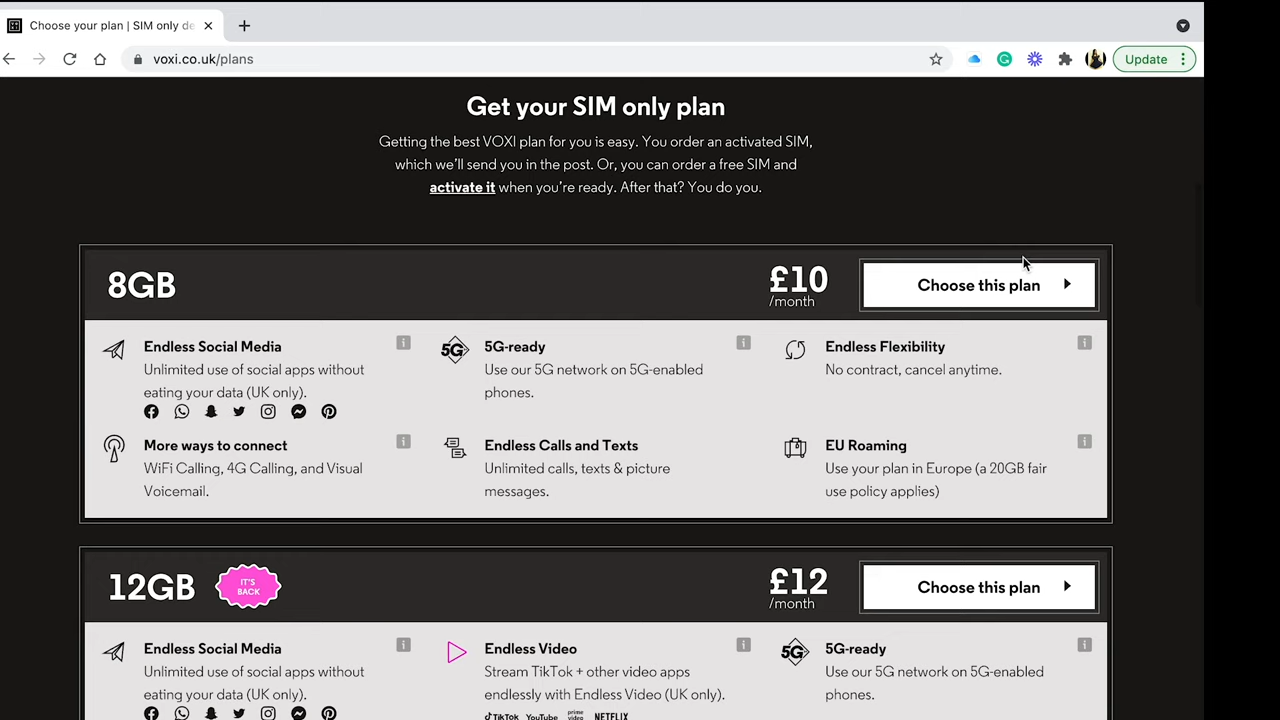 Choose your plan | SIM only de
voxi.co.uk/plans
Update
Get your SIM only plan
Getting the best VOXI plan for you is easy. You order an activated SIM,
which we'll send you in the post. Or, you can order a free SIM and
activate it when you're ready. After that? You do you.
8GB
£10
/month
Choose this plan
Endless Social Media
Unlimited use of social apps without
eating your data (UK only).
5G
5G-ready
Use our 5G network on 5G-enabled
phones.
Endless Flexibility
No contract, cancel anytime.
More ways to connect
WiFi Calling, 4G Calling, and Visual
Voicemail.
Endless Calls and Texts
Unlimited calls, texts & picture
messages.
EU Roaming
Use your plan in Europe (a 20GB fair
use policy applies)
12GB
IT'S
BACK
£12
/month
Choose this plan
Endless Social Media
Unlimited use of social apps without
eating your data (UK only).
Endless Video
Stream TikTok + other video apps
endlessly with Endless Video (UK only).
TikTok YouTube prime video NETFLIX
5G
5G-ready
Use our 5G network on 5G-enabled
phones.